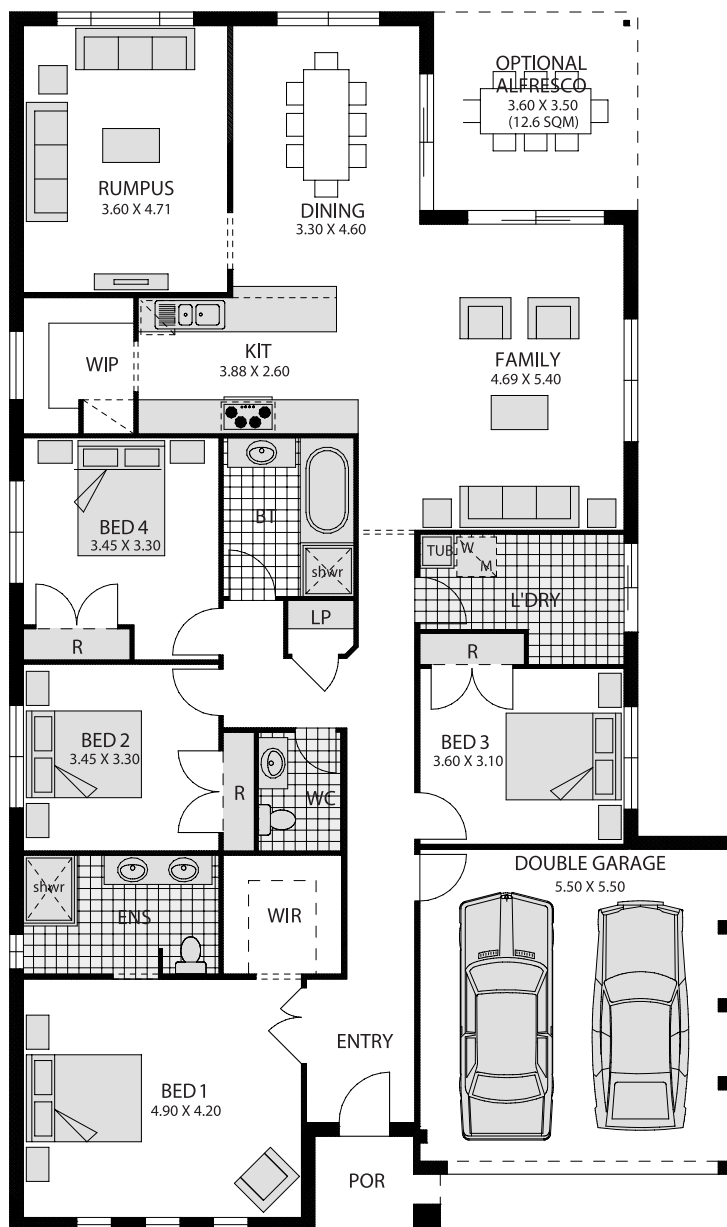 OPTIONAL
ALFRESCO
3.60 X 3.50
(12.6 SQM)
RUMPUS
3.60 X 4.71
DINING
3.30 X 4.60
KIT
3.88 X 2.60
WIP
FAMILY
4.69 X 5.40
BED 4
3.45 X 3.30
BT
shwr
TUB
W
M
L'DRY
LP
R
R
BED 2
3.45 X 3.30
R
WC
BED 3
3.60 X 3.10
DOUBLE GARAGE
5.50 X 5.50
shwr
ENS
WIR
ENTRY
BED 1
4.90 X 4.20
POR